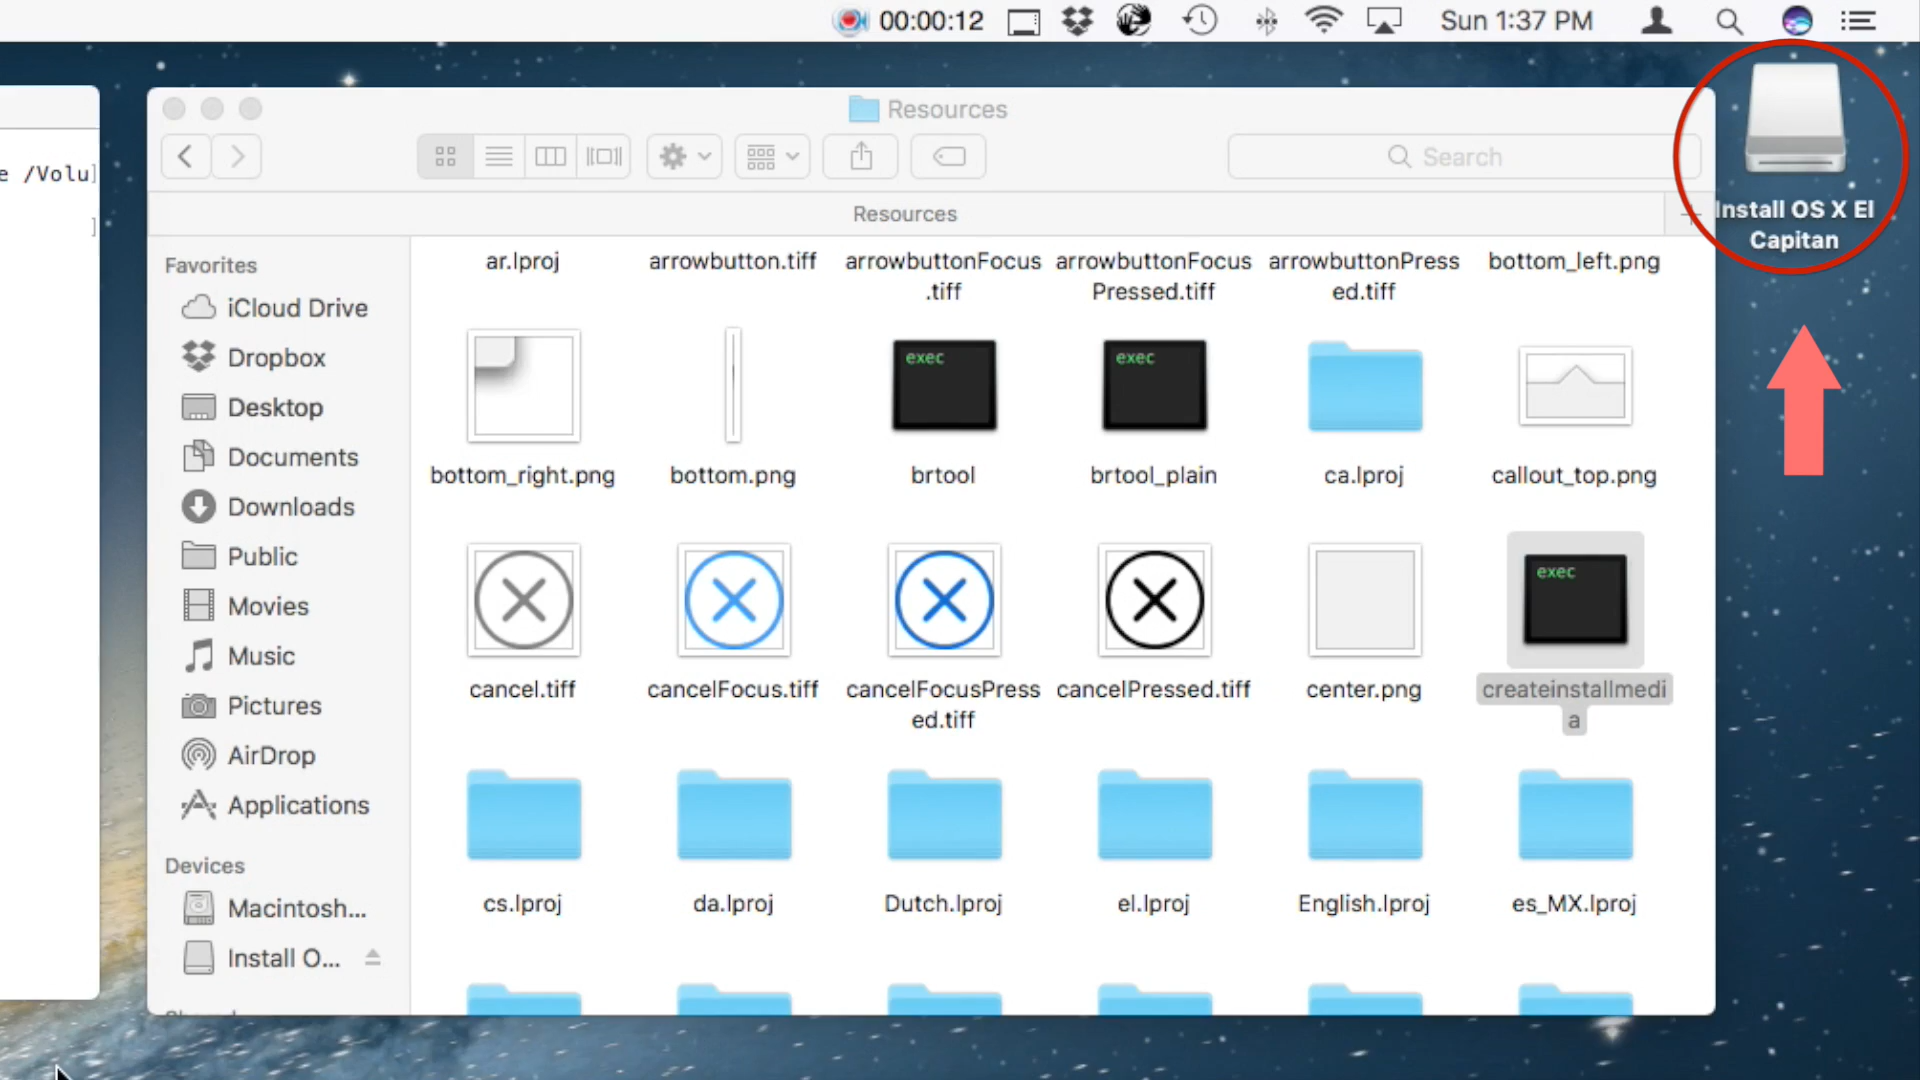 00:00:12
Sun 1:37 PM
Install OS X El
Capitan
e /Volu]
]
Resources
Search
Resources
Favorites
iCloud Drive
Dropbox
Desktop
Documents
Downloads
Public
Movies
Music
Pictures
AirDrop
Applications
Devices
Macintosh...
Install O...
ar.lproj
arrowbutton.tiff
arrowbuttonFocus
.tiff
arrowbuttonFocus
Pressed.tiff
arrowbuttonPress
ed.tiff
bottom_left.png
bottom_right.png
bottom.png
exec
brtool
exec
brtool_plain
ca.lproj
callout_top.png
cancel.tiff
cancelFocus.tiff
cancelFocusPress
ed.tiff
cancelPressed.tiff
center.png
exec
createinstallmedi
a
cs.lproj
da.lproj
Dutch.lproj
el.lproj
English.lproj
es_MX.lproj